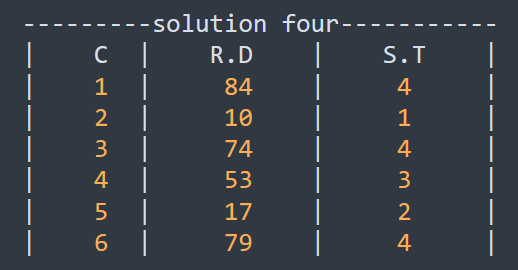 ---------solution four-----------
|    C  |    R.D    |    S.T    |
|    1  |     84    |     4     |
|    2  |     10    |     1     |
|    3  |     74    |     4     |
|    4  |     53    |     3     |
|    5  |     17    |     2     |
|    6  |     79    |     4     |